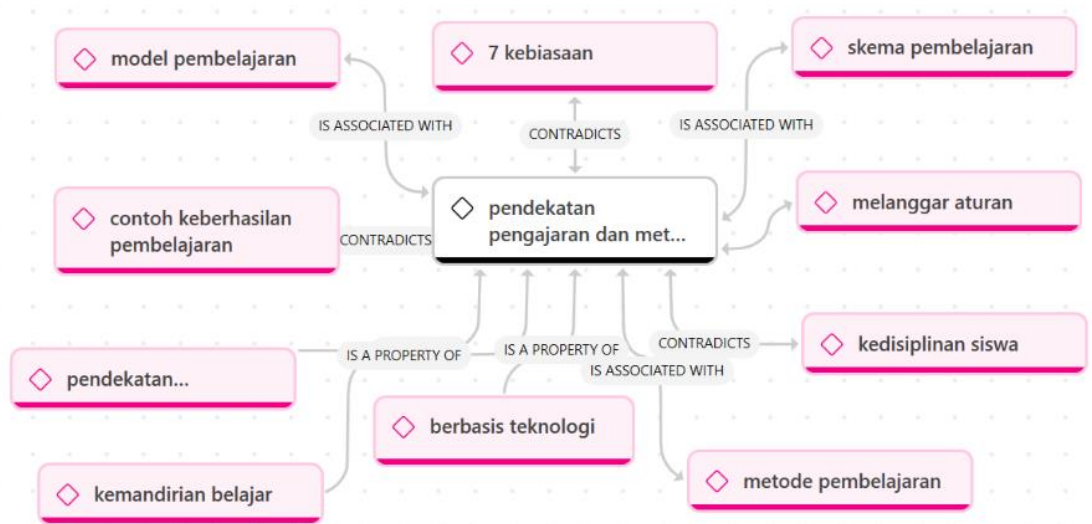 model pembelajaran
7 kebiasaan
skema pembelajaran
IS ASSOCIATED WITH
CONTRADICTS
IS ASSOCIATED WITH
contoh keberhasilan
pembelajaran
CONTRADICTS
pendekatan
pengajaran dan met...
melanggar aturan
IS A PROPERTY OF
IS A PROPERTY OF
CONTRADICTS
IS ASSOCIATED WITH
kedisiplinan siswa
pendekatan...
berbasis teknologi
kemandirian belajar
metode pembelajaran